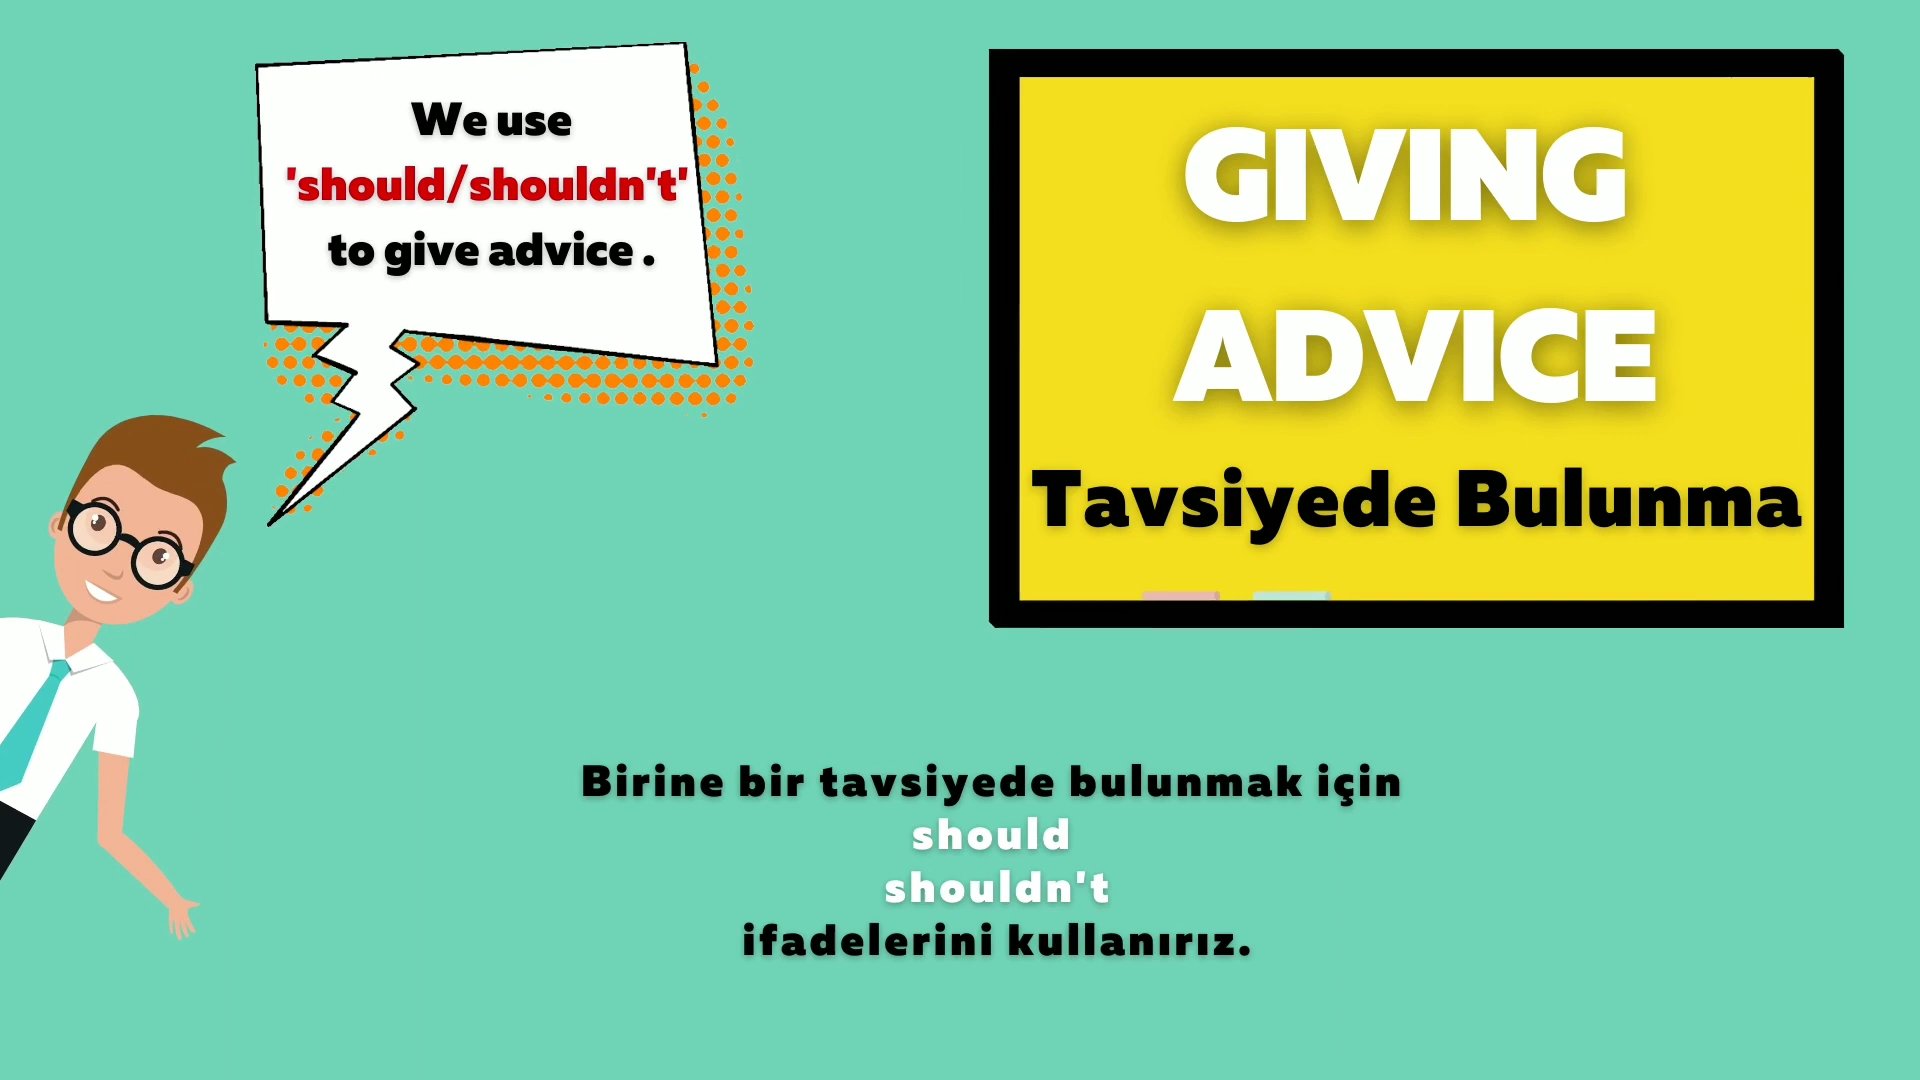 We use
'should/shouldn't'
to give advice .
GIVING
ADVICE
Tavsiyede Bulunma
Birine bir tavsiyede bulunmak için
should
shouldn't
ifadelerini kullanırız.